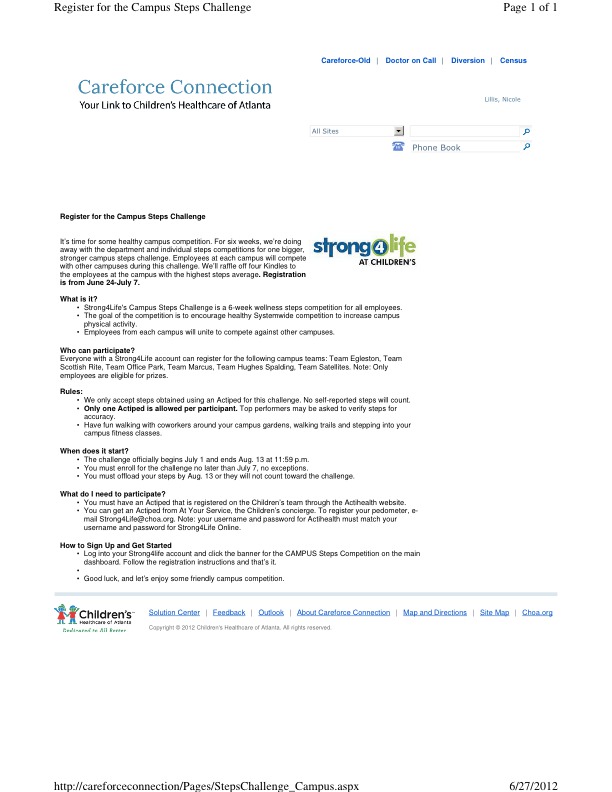 Register for the Campus Steps Challenge Page 1 of 1
Careforce-Old | Doctor on Call | Diversion | Census
Careforce Connection
Your Link to Children's Healthcare of Atlanta
Lillis, Nicole
All Sites
Phone Book
Register for the Campus Steps Challenge
It's time for some healthy campus competition. For six weeks, we're doing
away with the department and individual steps competitions for one bigger,
stronger campus steps challenge. Employees at each campus will compete
with other campuses during this challenge. We'll raffle off four Kindles to
the employees at the campus with the highest steps average. Registration
is from June 24-July 7.
strong4life
AT CHILDREN'S
What is it?
• Strong4Life's Campus Steps Challenge is a 6-week wellness steps competition for all employees.
• The goal of the competition is to encourage healthy Systemwide competition to increase campus
physical activity.
• Employees from each campus will unite to compete against other campuses.
Who can participate?
Everyone with a Strong4Life account can register for the following campus teams: Team Egleston, Team
Scottish Rite, Team Office Park, Team Marcus, Team Hughes Spalding, Team Satellites. Note: Only
employees are eligible for prizes.
Rules:
• We only accept steps obtained using an Actiped for this challenge. No self-reported steps will count.
• Only one Actiped is allowed per participant. Top performers may be asked to verify steps for
accuracy.
• Have fun walking with coworkers around your campus gardens, walking trails and stepping into your
campus fitness classes.
When does it start?
• The challenge officially begins July 1 and ends Aug. 13 at 11:59 p.m.
• You must enroll for the challenge no later than July 7, no exceptions.
• You must offload your steps by Aug. 13 or they will not count toward the challenge.
What do I need to participate?
• You must have an Actiped that is registered on the Children's team through the Actihealth website.
• You can get an Actiped from At Your Service, the Children's concierge. To register your pedometer, e-
mail Strong4Life@choa.org. Note: your username and password for Actihealth must match your
username and password for Strong4Life Online.
How to Sign Up and Get Started
• Log into your Strong4life account and click the banner for the CAMPUS Steps Competition on the main
dashboard. Follow the registration instructions and that's it.
•
• Good luck, and let's enjoy some friendly campus competition.
Children's
Healthcare of Atlanta
Dedicated to All Better
Solution Center | Feedback | Outlook | About Careforce Connection | Map and Directions | Site Map | Choa.org
Copyright © 2012 Children's Healthcare of Atlanta. All rights reserved.
http://careforceconnection/Pages/StepsChallenge_Campus.aspx 6/27/2012